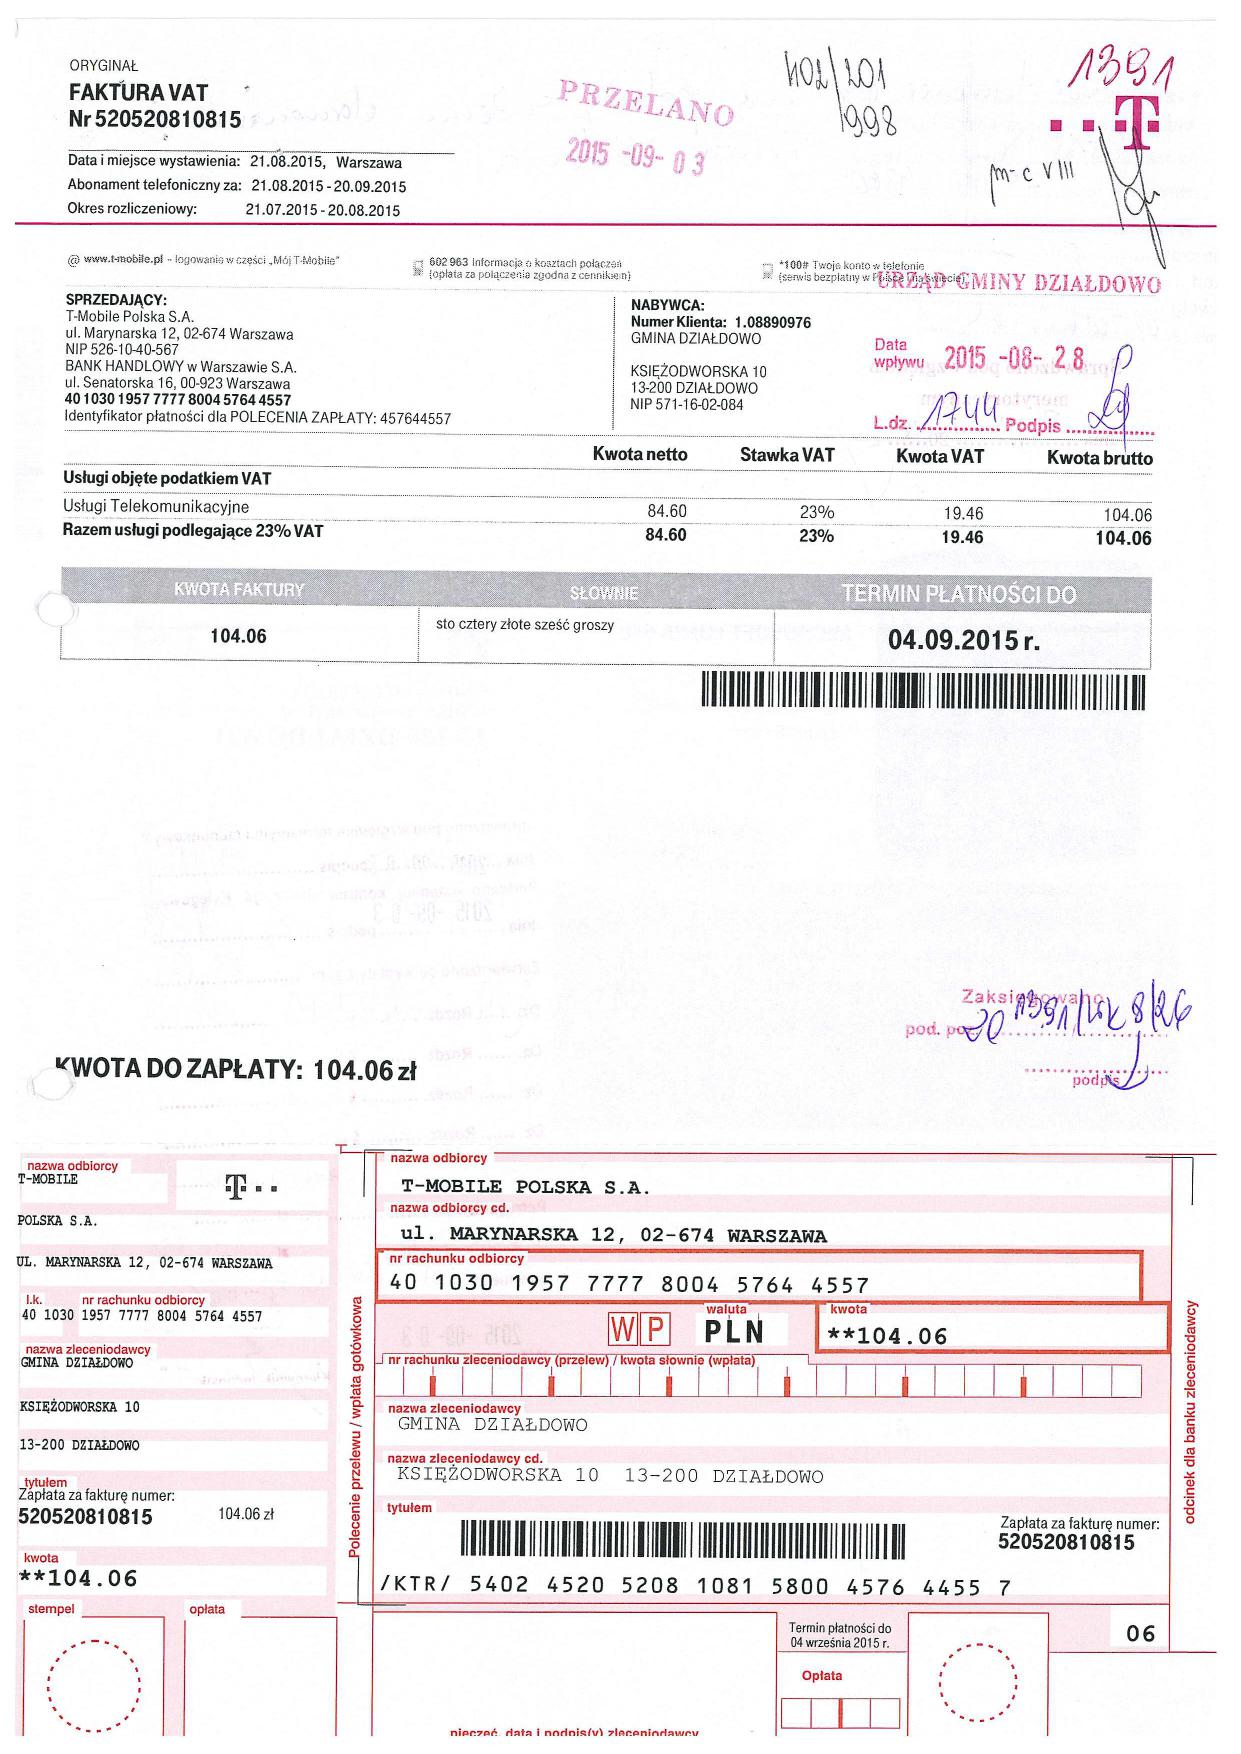 ORYGINAŁ
FAKTURA VAT
Nr 520520810815
Data i miejsce wystawienia: 21.08.2015, Warszawa
Abonament telefoniczny za: 21.08.2015 - 20.09.2015
Okres rozliczeniowy: 21.07.2015 - 20.08.2015
PRZELANO
2015 -09- 03
402/201
998
1391
T
m-c VIII
@ www.t-mobile.pl – logowanie w części „Mój T-Mobile”
602 963 Informacja o kosztach połączeń
(opłata za połączenia zgodna z cennikiem)
*100# Twoje konto w telefonie
(serwis bezpłatny w Polsce i na świecie)
URZĄD GMINY DZIAŁDOWO
SPRZEDAJĄCY:
T-Mobile Polska S.A.
ul. Marynarska 12, 02-674 Warszawa
NIP 526-10-40-567
BANK HANDLOWY w Warszawie S.A.
ul. Senatorska 16, 00-923 Warszawa
40 1030 1957 7777 8004 5764 4557
Identyfikator płatności dla POLECENIA ZAPŁATY: 457644557
NABYWCA:
Numer Klienta: 1.08890976
GMINA DZIAŁDOWO
KSIĘŻODWORSKA 10
13-200 DZIAŁDOWO
NIP 571-16-02-084
Data
wpływu 2015 -08- 28
L.dz. 1744 Podpis
Kwota netto Stawka VAT Kwota VAT Kwota brutto
Usługi objęte podatkiem VAT
Usługi Telekomunikacyjne 84.60 23% 19.46 104.06
Razem usługi podlegające 23% VAT 84.60 23% 19.46 104.06
KWOTA FAKTURY SŁOWNIE TERMIN PŁATNOŚCI DO
104.06 sto cztery złote sześć groszy 04.09.2015 r.
Zaksięgowano
pod. poz.
podpis
KWOTA DO ZAPŁATY: 104.06 zł
nazwa odbiorcy
T-MOBILE
T
POLSKA S.A.
UL. MARYNARSKA 12, 02-674 WARSZAWA
l.k. nr rachunku odbiorcy
40 1030 1957 7777 8004 5764 4557
nazwa zleceniodawcy
GMINA DZIAŁDOWO
KSIĘŻODWORSKA 10
13-200 DZIAŁDOWO
tytułem
Zapłata za fakturę numer:
520520810815 104.06 zł
kwota
**104.06
stempel opłata
Polecenie przelewu / wpłata gotówkowa
nazwa odbiorcy
T-MOBILE POLSKA S.A.
nazwa odbiorcy cd.
ul. MARYNARSKA 12, 02-674 WARSZAWA
nr rachunku odbiorcy
40 1030 1957 7777 8004 5764 4557
W P
waluta
PLN
kwota
**104.06
nr rachunku zleceniodawcy (przelew) / kwota słownie (wpłata)
nazwa zleceniodawcy
GMINA DZIAŁDOWO
nazwa zleceniodawcy cd.
KSIĘŻODWORSKA 10 13-200 DZIAŁDOWO
tytułem
Zapłata za fakturę numer:
520520810815
/KTR/ 5402 4520 5208 1081 5800 4576 4455 7
Termin płatności do
04 września 2015 r.
06
Opłata
pieczęć, data i podpis(y) zleceniodawcy
odcinek dla banku zleceniodawcy